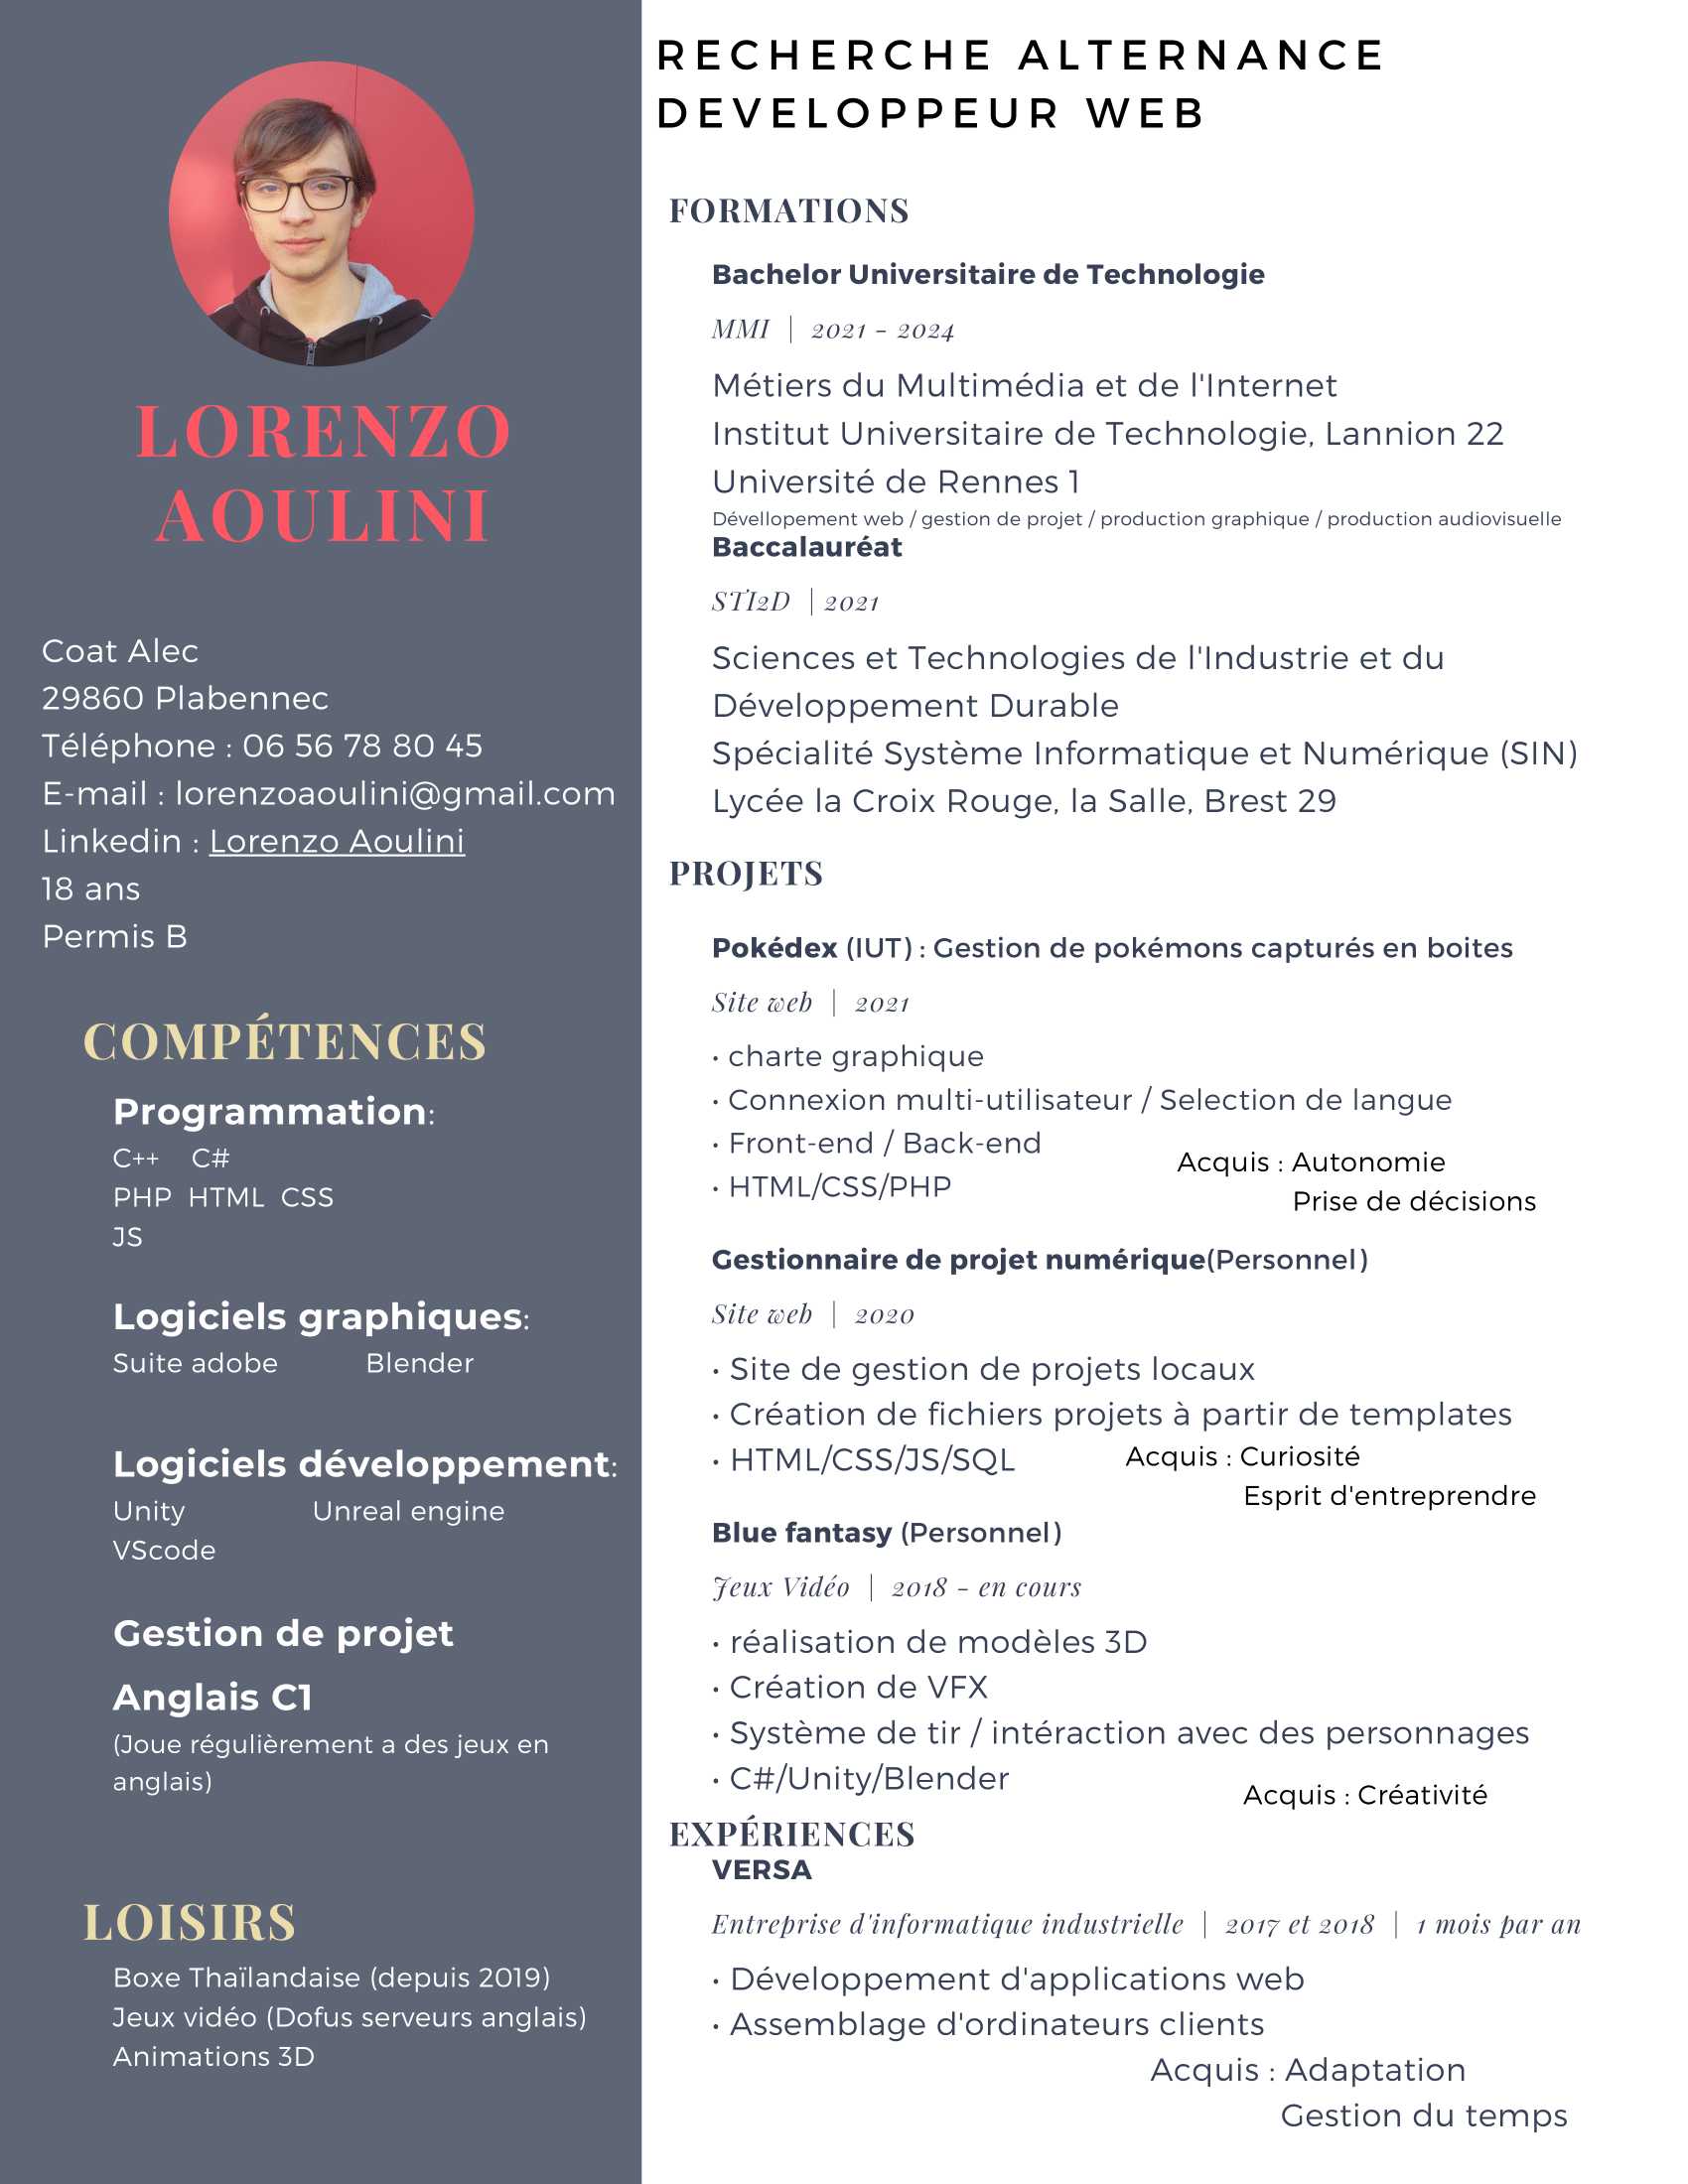 LORENZO
AOULINI
Coat Alec
29860 Plabennec
Téléphone : 06 56 78 80 45
E-mail : lorenzoaoulini@gmail.com
Linkedin : Lorenzo Aoulini
18 ans
Permis B
COMPÉTENCES
Programmation:
C++ C#
PHP HTML CSS
JS
Logiciels graphiques:
Suite adobe Blender
Logiciels développement:
Unity Unreal engine
VScode
Gestion de projet
Anglais C1
(Joue régulièrement a des jeux en
anglais)
LOISIRS
Boxe Thaïlandaise (depuis 2019)
Jeux vidéo (Dofus serveurs anglais)
Animations 3D
RECHERCHE ALTERNANCE
DEVELOPPEUR WEB
FORMATIONS
Bachelor Universitaire de Technologie
MMI | 2021 - 2024
Métiers du Multimédia et de l'Internet
Institut Universitaire de Technologie, Lannion 22
Université de Rennes 1
Dévellopement web / gestion de projet / production graphique / production audiovisuelle
Baccalauréat
STI2D | 2021
Sciences et Technologies de l'Industrie et du
Développement Durable
Spécialité Système Informatique et Numérique (SIN)
Lycée la Croix Rouge, la Salle, Brest 29
PROJETS
Pokédex (IUT) : Gestion de pokémons capturés en boites
Site web | 2021
• charte graphique
• Connexion multi-utilisateur / Selection de langue
• Front-end / Back-end
• HTML/CSS/PHP
Acquis : Autonomie
Prise de décisions
Gestionnaire de projet numérique(Personnel)
Site web | 2020
• Site de gestion de projets locaux
• Création de fichiers projets à partir de templates
• HTML/CSS/JS/SQL
Acquis : Curiosité
Esprit d'entreprendre
Blue fantasy (Personnel)
Jeux Vidéo | 2018 - en cours
• réalisation de modèles 3D
• Création de VFX
• Système de tir / intéraction avec des personnages
• C#/Unity/Blender
Acquis : Créativité
EXPÉRIENCES
VERSA
Entreprise d'informatique industrielle | 2017 et 2018 | 1 mois par an
• Développement d'applications web
• Assemblage d'ordinateurs clients
Acquis : Adaptation
Gestion du temps